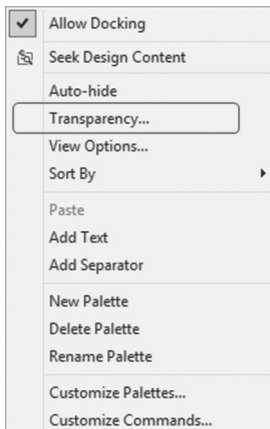 Allow Docking
Seek Design Content
Auto-hide
Transparency...
View Options...
Sort By
Paste
Add Text
Add Separator
New Palette
Delete Palette
Rename Palette
Customize Palettes...
Customize Commands...